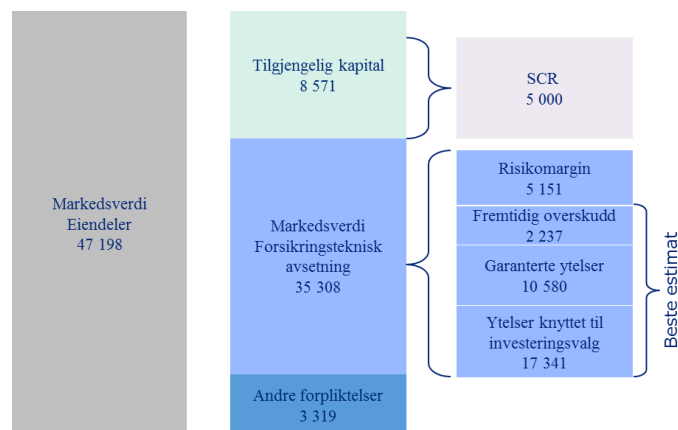 Markedsverdi
Eiendeler
47 198
Tilgjengelig kapital
8 571
Markedsverdi
Forsikringsteknisk
avsetning
35 308
Andre forpliktelser
3 319
SCR
5 000
Risikomargin
5 151
Fremtidig overskudd
2 237
Garanterte ytelser
10 580
Ytelser knyttet til
investeringsvalg
17 341
Beste estimat